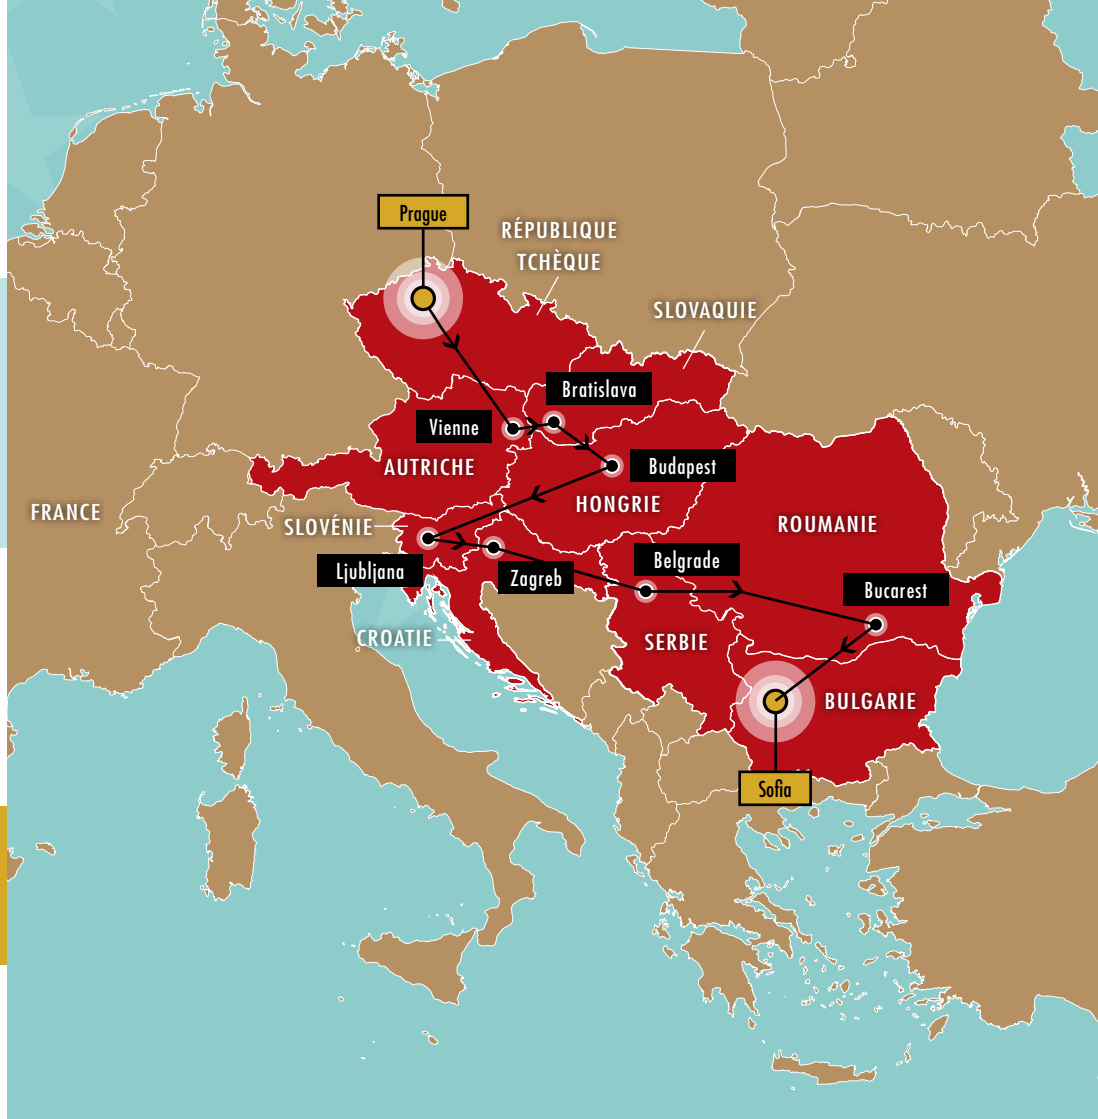 Prague
RÉPUBLIQUE
TCHÈQUE
SLOVAQUIE
Bratislava
Vienne
AUTRICHE
Budapest
HONGRIE
FRANCE
SLOVÉNIE
ROUMANIE
Ljubljana
Zagreb
Belgrade
Bucarest
CROATIE
SERBIE
BULGARIE
Sofia